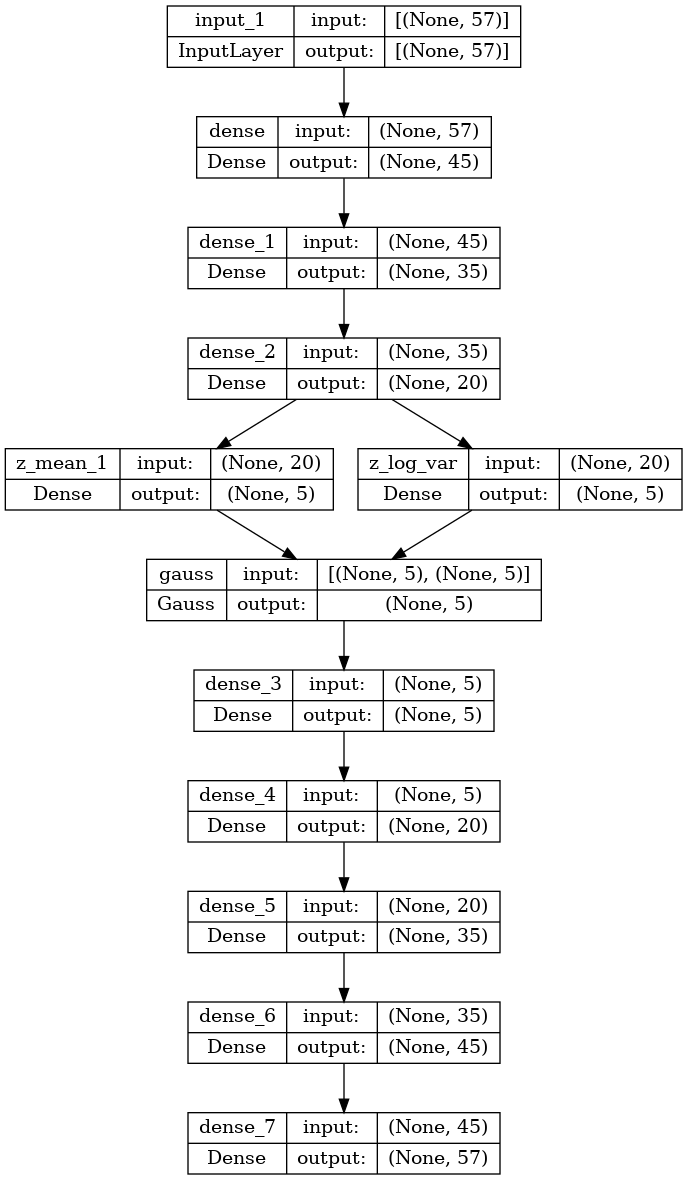 input_1 input: [(None, 57)]
InputLayer output: [(None, 57)]
dense input: (None, 57)
Dense output: (None, 45)
dense_1 input: (None, 45)
Dense output: (None, 35)
dense_2 input: (None, 35)
Dense output: (None, 20)
z_mean_1 input: (None, 20)
Dense output: (None, 5)
z_log_var input: (None, 20)
Dense output: (None, 5)
gauss input: [(None, 5), (None, 5)]
Gauss output: (None, 5)
dense_3 input: (None, 5)
Dense output: (None, 5)
dense_4 input: (None, 5)
Dense output: (None, 20)
dense_5 input: (None, 20)
Dense output: (None, 35)
dense_6 input: (None, 35)
Dense output: (None, 45)
dense_7 input: (None, 45)
Dense output: (None, 57)